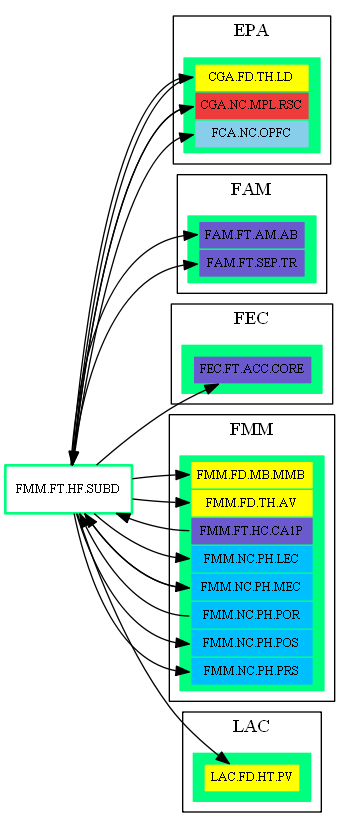 EPA
CGA.FD.TH.LD
CGA.NC.MPL.RSC
FCA.NC.OPFC
FAM
FAM.FT.AM.AB
FAM.FT.SEP.TR
FEC
FEC.FT.ACC.CORE
FMM
FMM.FT.HF.SUBD
FMM.FD.MB.MMB
FMM.FD.TH.AV
FMM.FT.HC.CA1P
FMM.NC.PH.LEC
FMM.NC.PH.MEC
FMM.NC.PH.POR
FMM.NC.PH.POS
FMM.NC.PH.PRS
LAC
LAC.FD.HT.PV